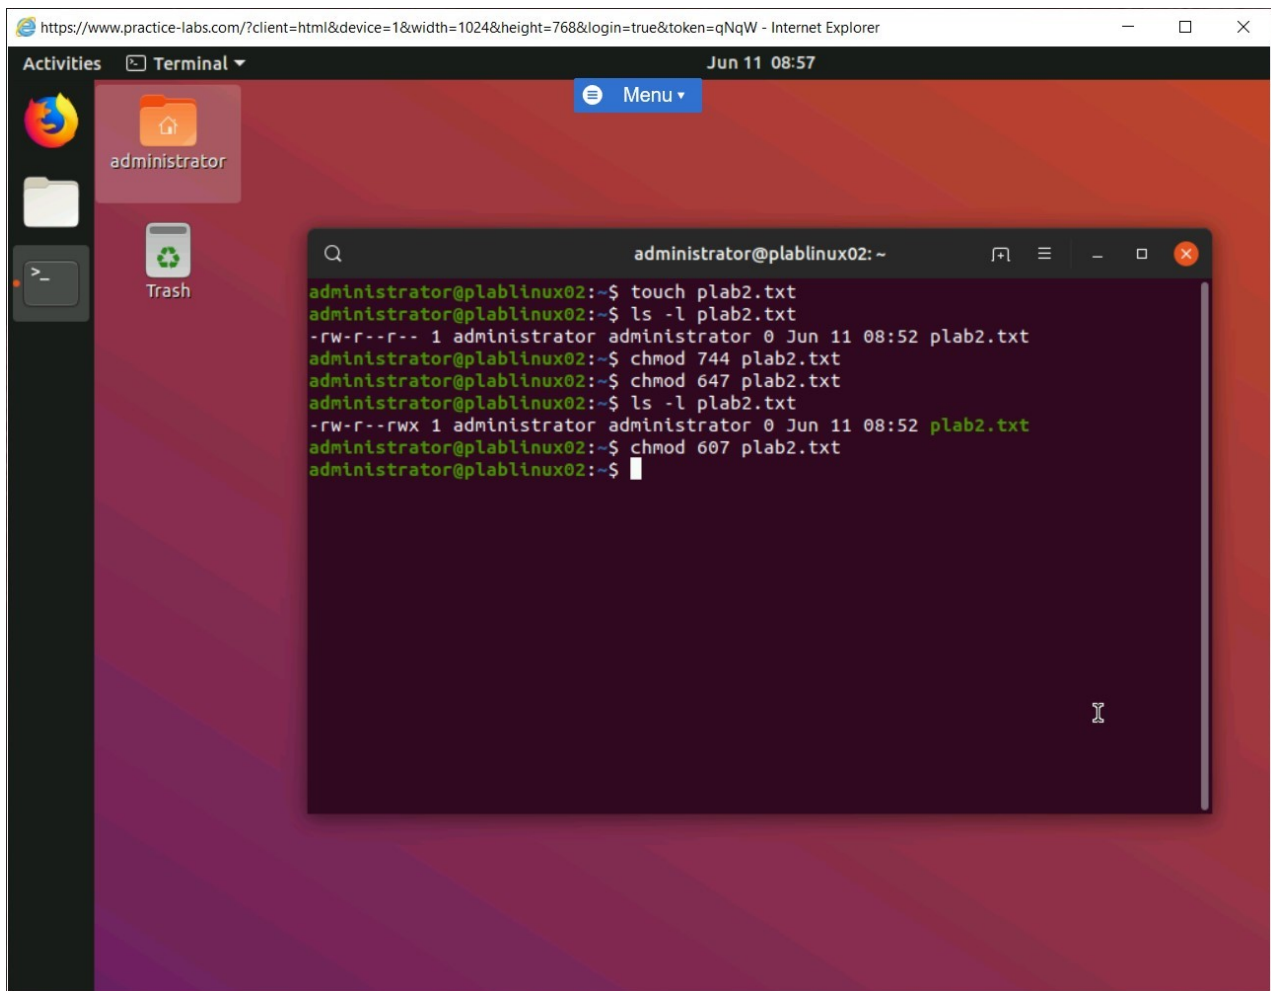 https://www.practice-labs.com/?client=html&device=1&width=1024&height=768&login=true&token=qNqW - Internet Explorer
Activities Terminal Jun 11 08:57
Menu
administrator
Trash
administrator@plablinux02: ~
administrator@plablinux02:~$ touch plab2.txt
administrator@plablinux02:~$ ls -l plab2.txt
-rw-r--r-- 1 administrator administrator 0 Jun 11 08:52 plab2.txt
administrator@plablinux02:~$ chmod 744 plab2.txt
administrator@plablinux02:~$ chmod 647 plab2.txt
administrator@plablinux02:~$ ls -l plab2.txt
-rw-r--rwx 1 administrator administrator 0 Jun 11 08:52 plab2.txt
administrator@plablinux02:~$ chmod 607 plab2.txt
administrator@plablinux02:~$